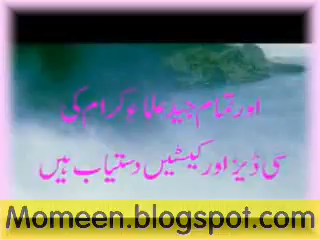 اور تمام جید علماء کرام کی
سی ڈیز اور کیسٹیں دستیاب ہیں
Momeen.blogspot.com